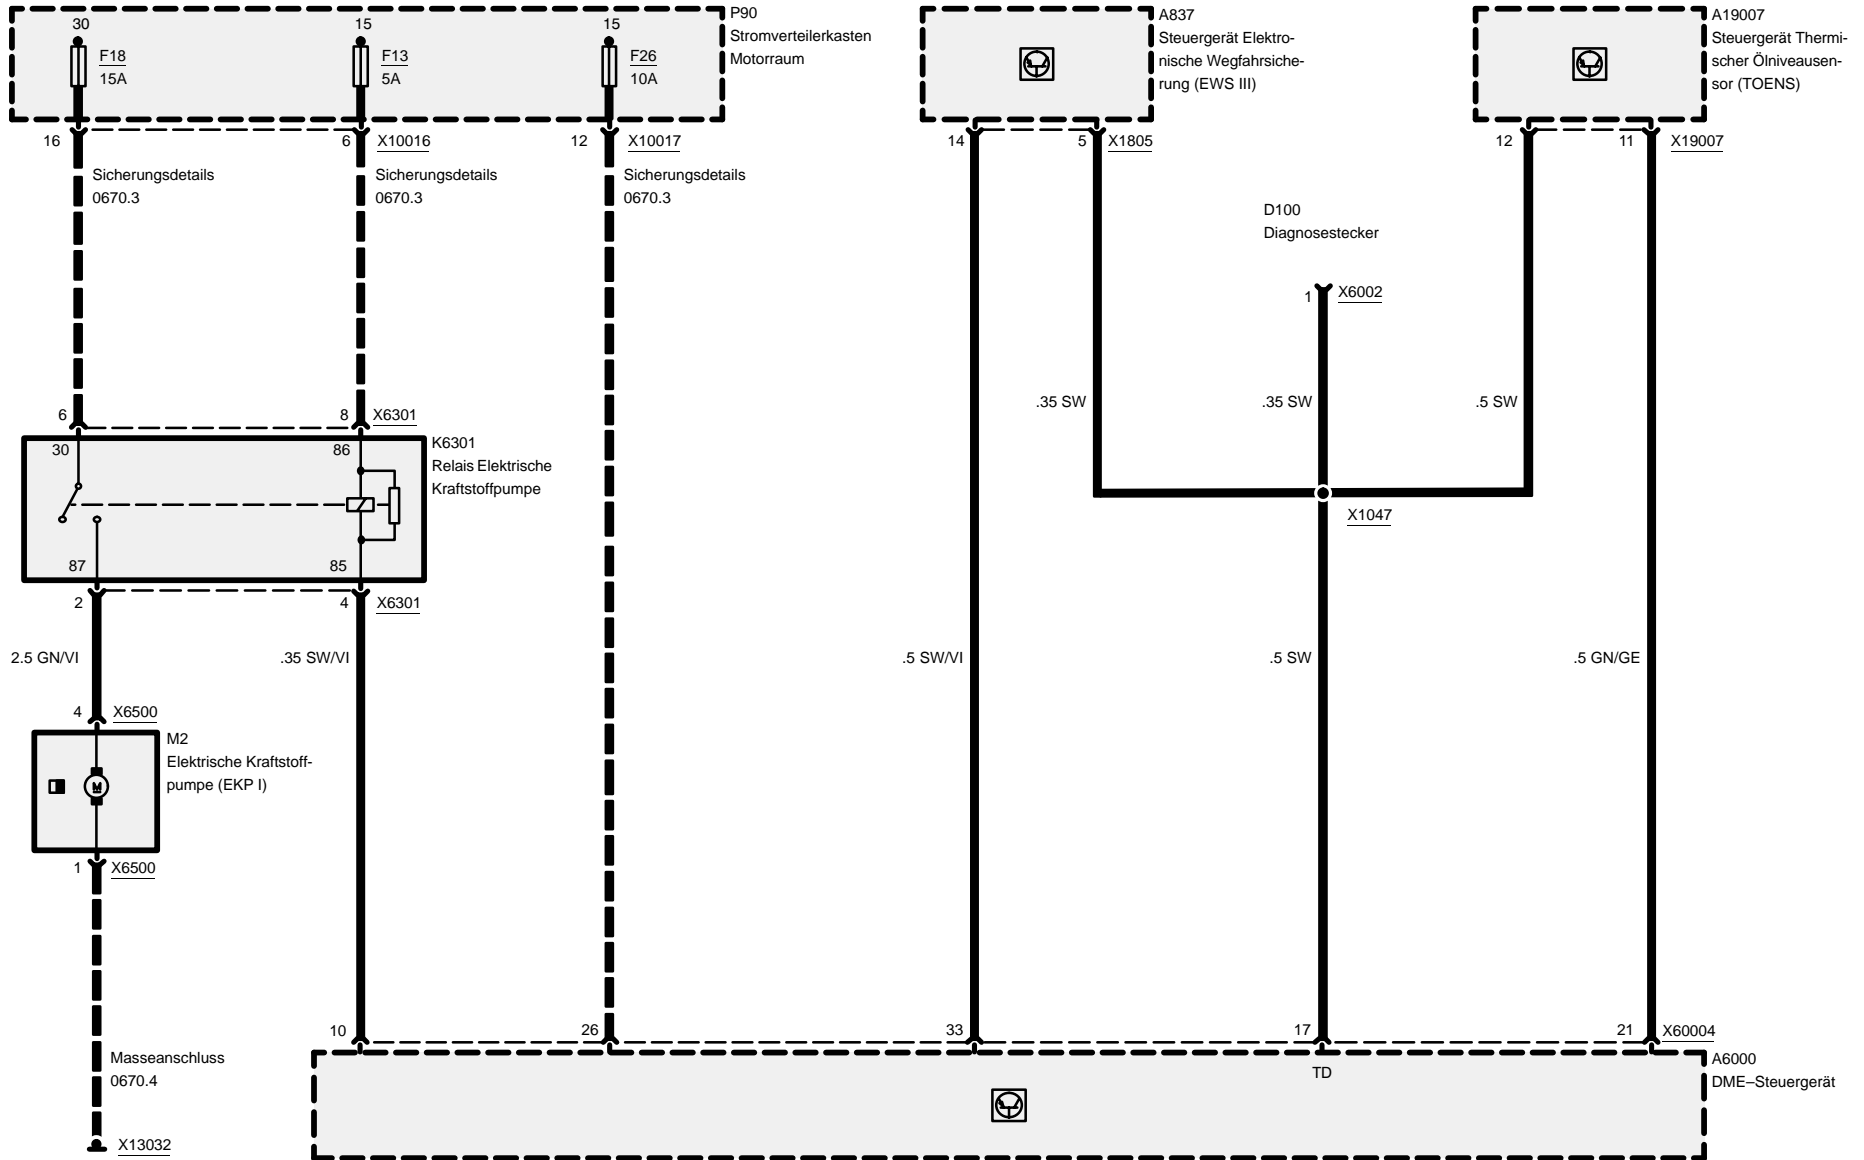 30
15
15
P90
Stromverteilerkasten
Motorraum
F18
15A
F13
5A
F26
10A
A837
Steuergerät Elektro-
nische Wegfahrsiche-
rung (EWS III)
A19007
Steuergerät Thermi-
scher Ölniveausen-
sor (TOENS)
16
6
X10016
12
X10017
14
5
X1805
12
11
X19007
Sicherungsdetails
0670.3
Sicherungsdetails
0670.3
Sicherungsdetails
0670.3
D100
Diagnosestecker
1
X6002
.35 SW
.35 SW
.5 SW
6
8
X6301
30
86
K6301
Relais Elektrische
Kraftstoffpumpe
X1047
87
85
2
4
X6301
2.5 GN/VI
.35 SW/VI
.5 SW/VI
.5 SW
.5 GN/GE
4
X6500
M2
Elektrische Kraftstoff-
pumpe (EKP I)
M
1
X6500
10
26
33
17
21
X60004
Masseanschluss
0670.4
TD
A6000
DME–Steuergerät
X13032